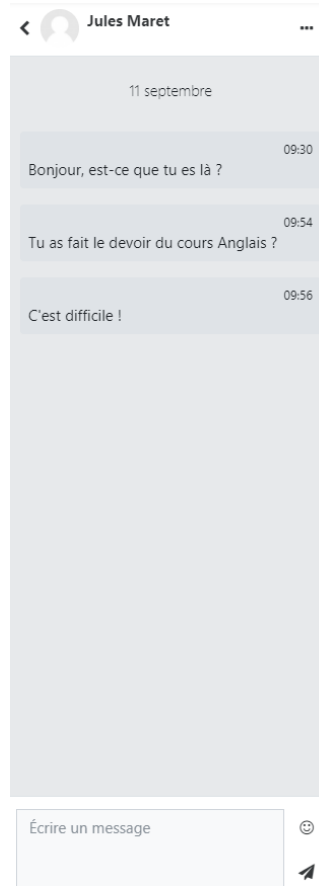 Jules Maret
11 septembre
09:30
Bonjour, est-ce que tu es là ?
09:54
Tu as fait le devoir du cours Anglais ?
09:56
C'est difficile !
Écrire un message